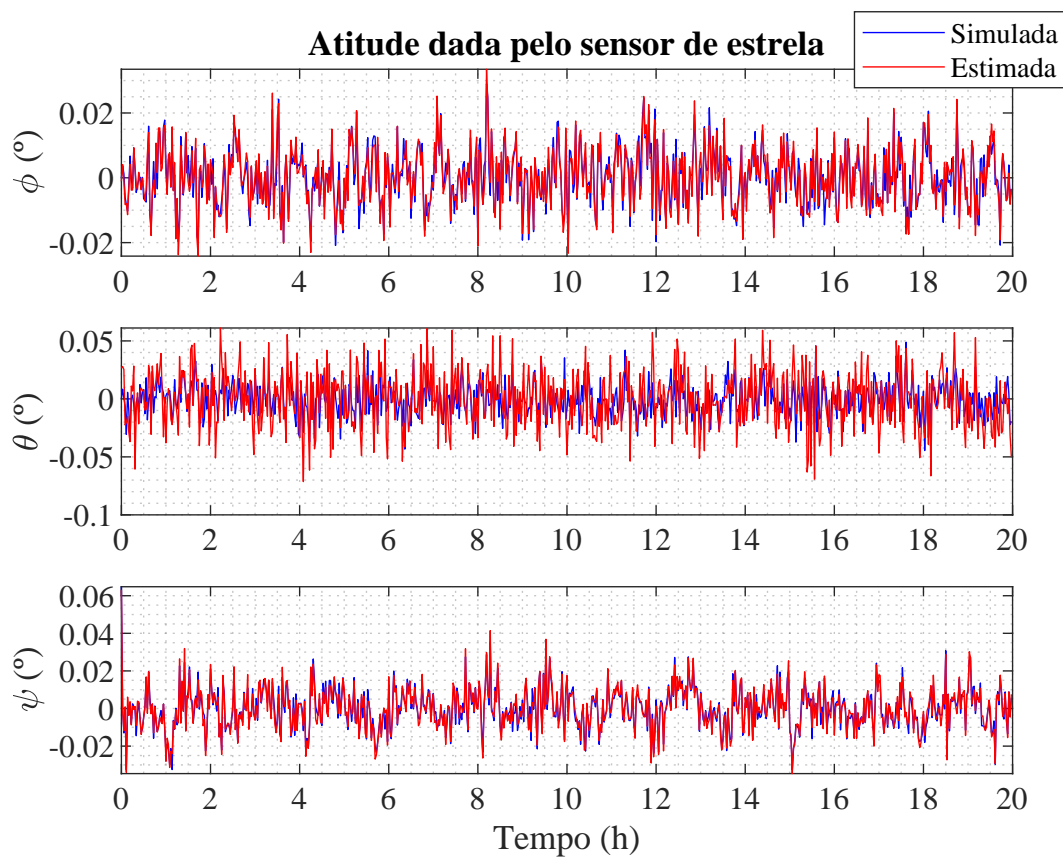 Atitude dada pelo sensor de estrela
Simulada
Estimada
0.02
0
-0.02
ϕ (º)
0 2 4 6 8 10 12 14 16 18 20
0.05
0
-0.05
-0.1
θ (º)
0 2 4 6 8 10 12 14 16 18 20
0.06
0.04
0.02
0
-0.02
ψ (º)
0 2 4 6 8 10 12 14 16 18 20
Tempo (h)